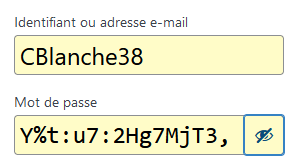 Identifiant ou adresse e-mail
CBlanche38
Mot de passe
Y%t:u7:2Hg7MjT3,